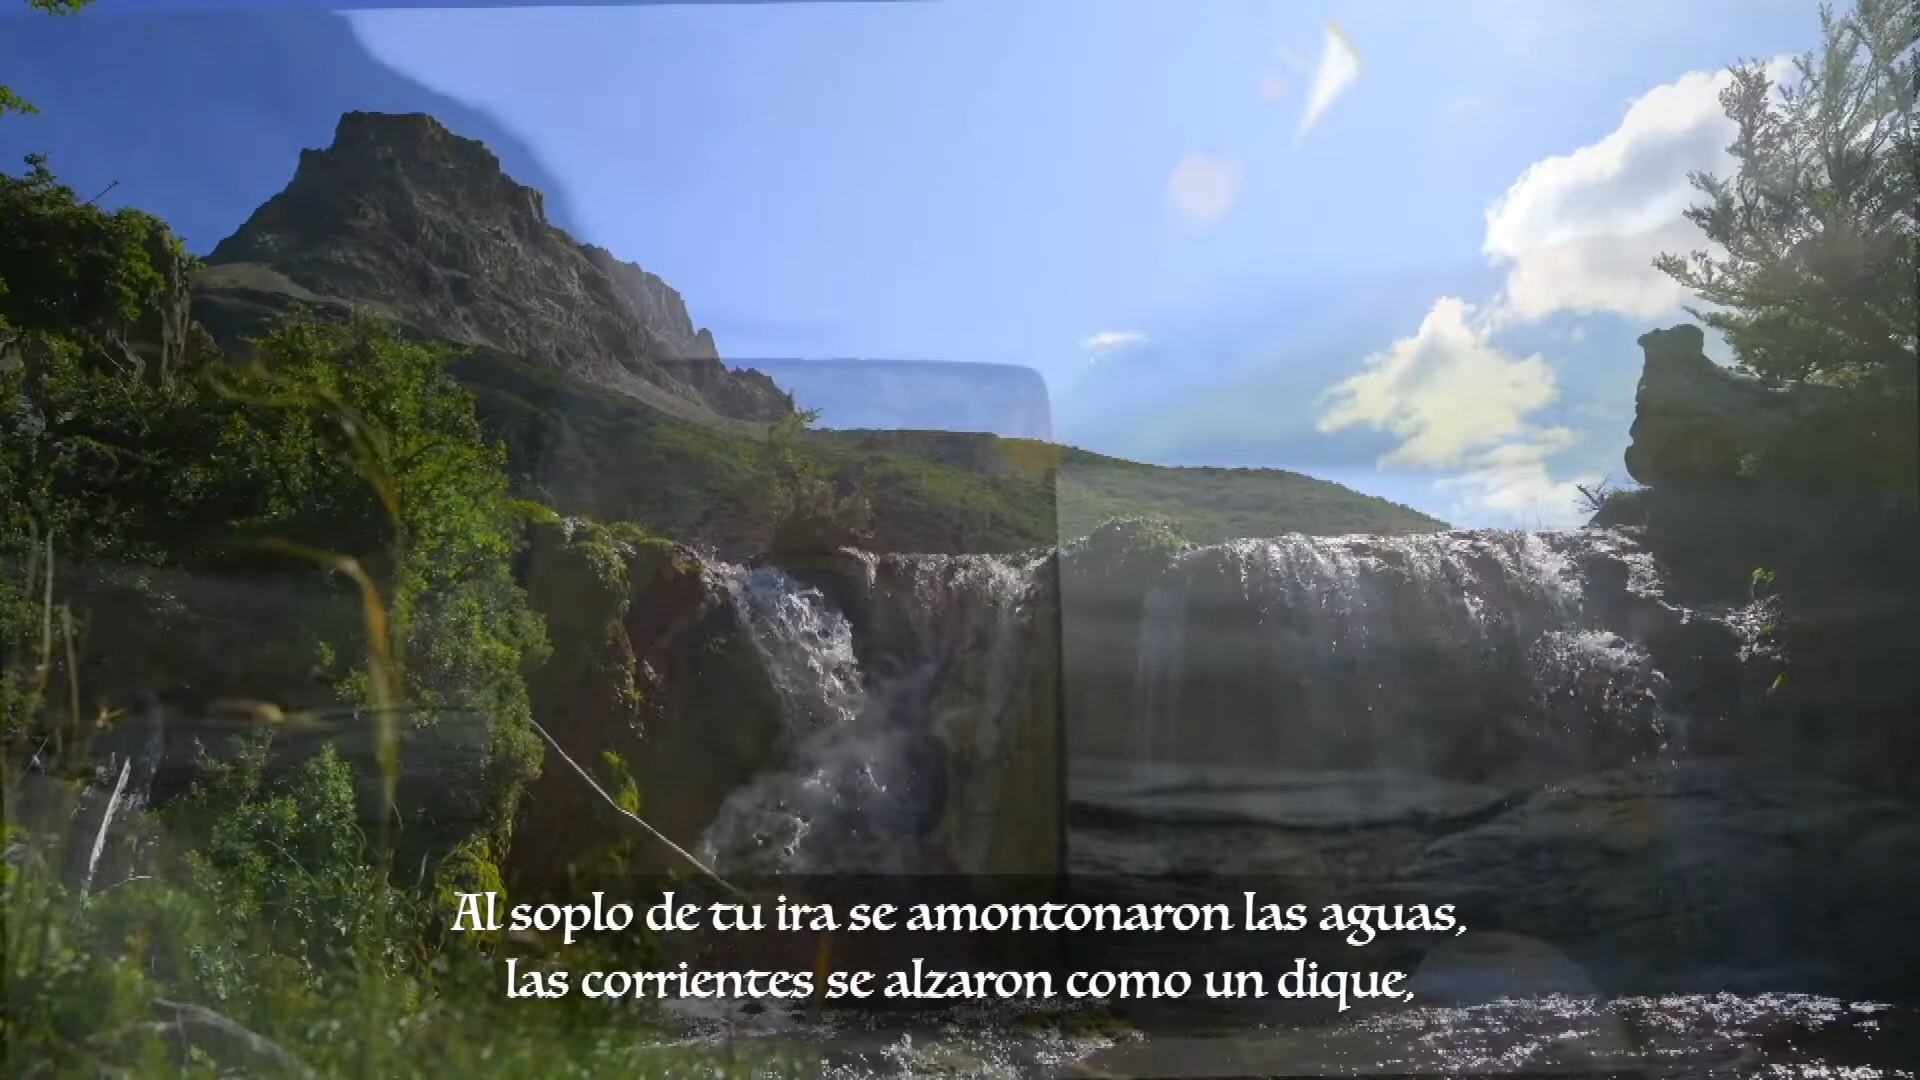 Al soplo de tu ira se amontonaron las aguas,
las corrientes se alzaron como un dique,